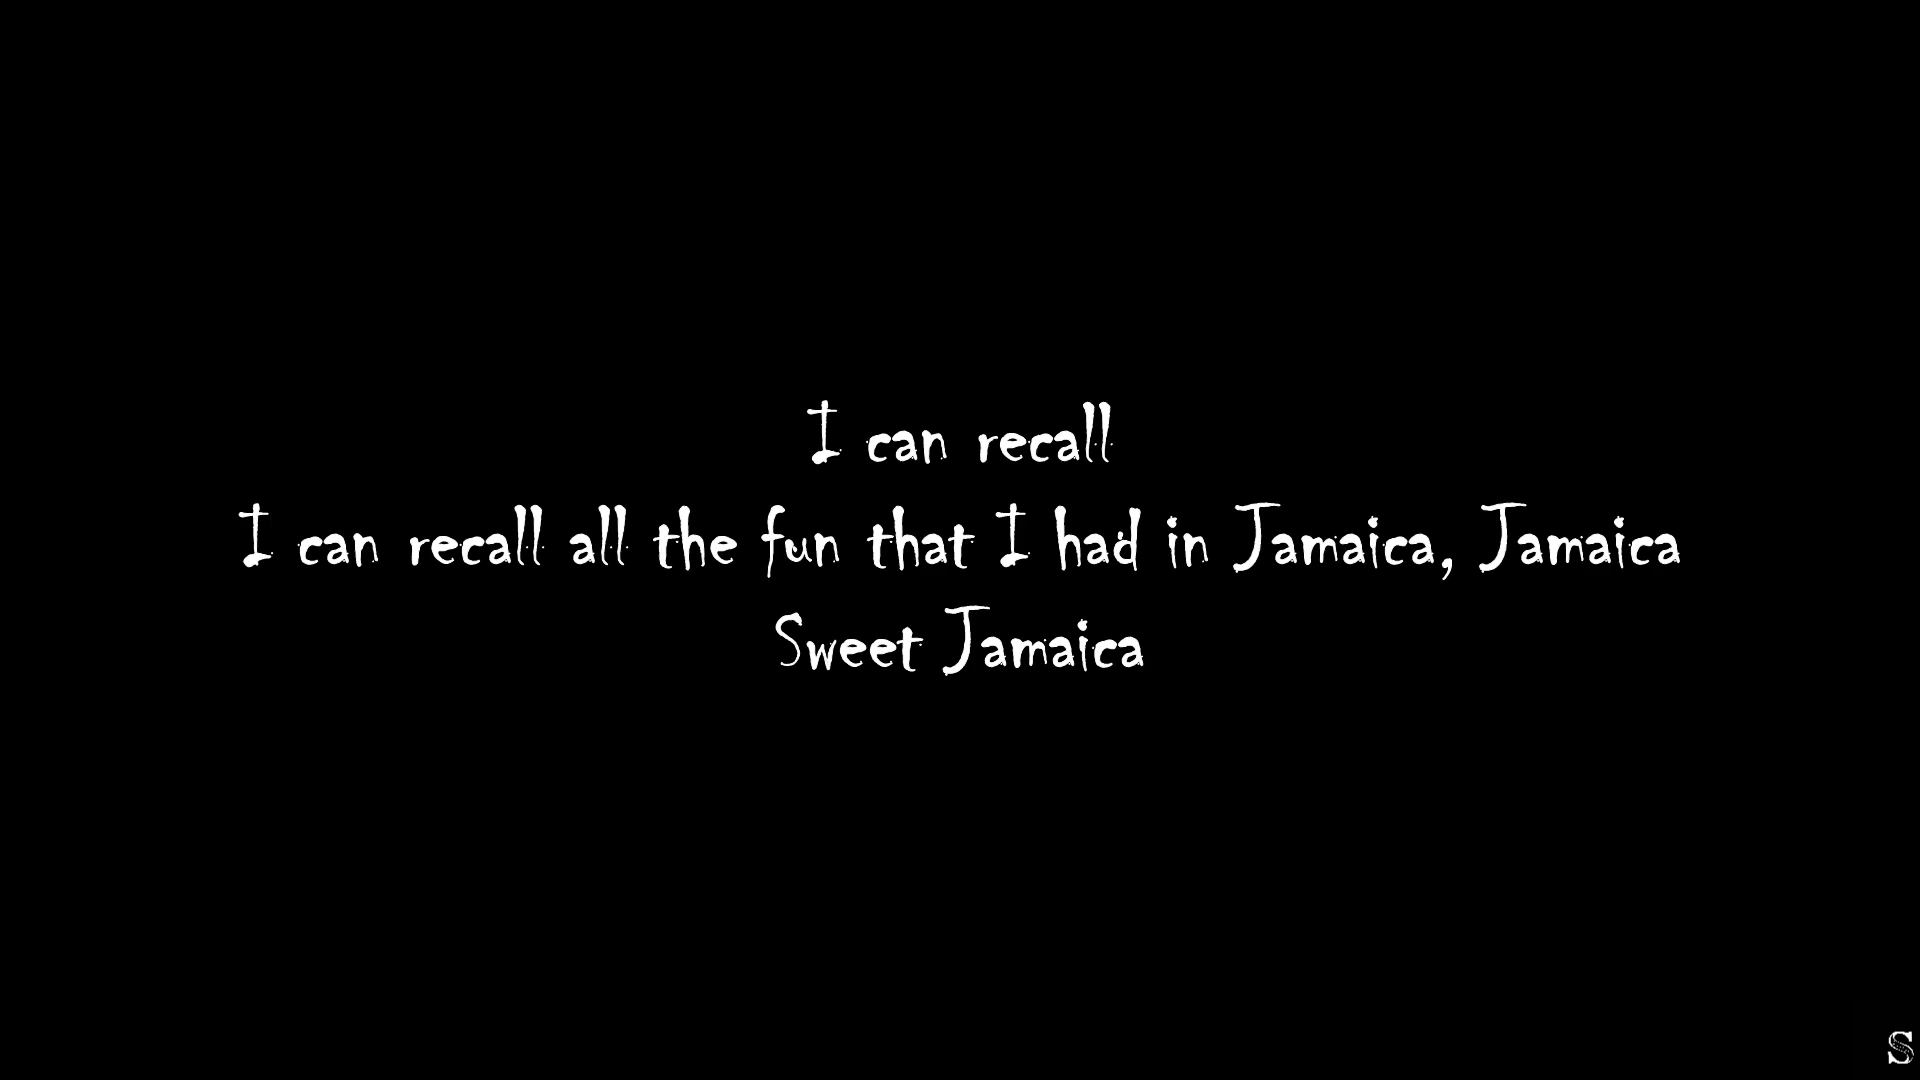 I can recall
I can recall all the fun that I had in Jamaica, Jamaica
Sweet Jamaica
S